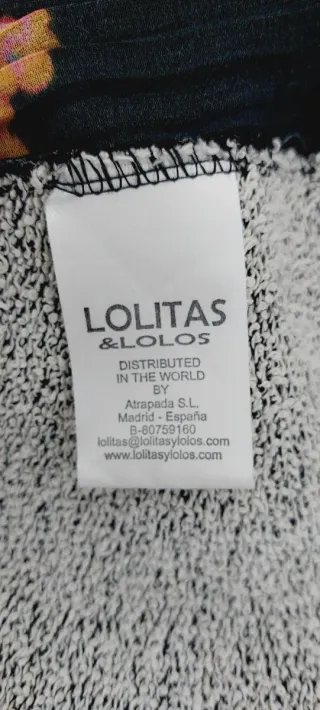 LOLITAS
&LOLOS
DISTRIBUTED
IN THE WORLD
BY
Atrapada S.L.
Madrid - España
B-80759160
lolitas@lolitasylolos.com
www.lolitasylolos.com